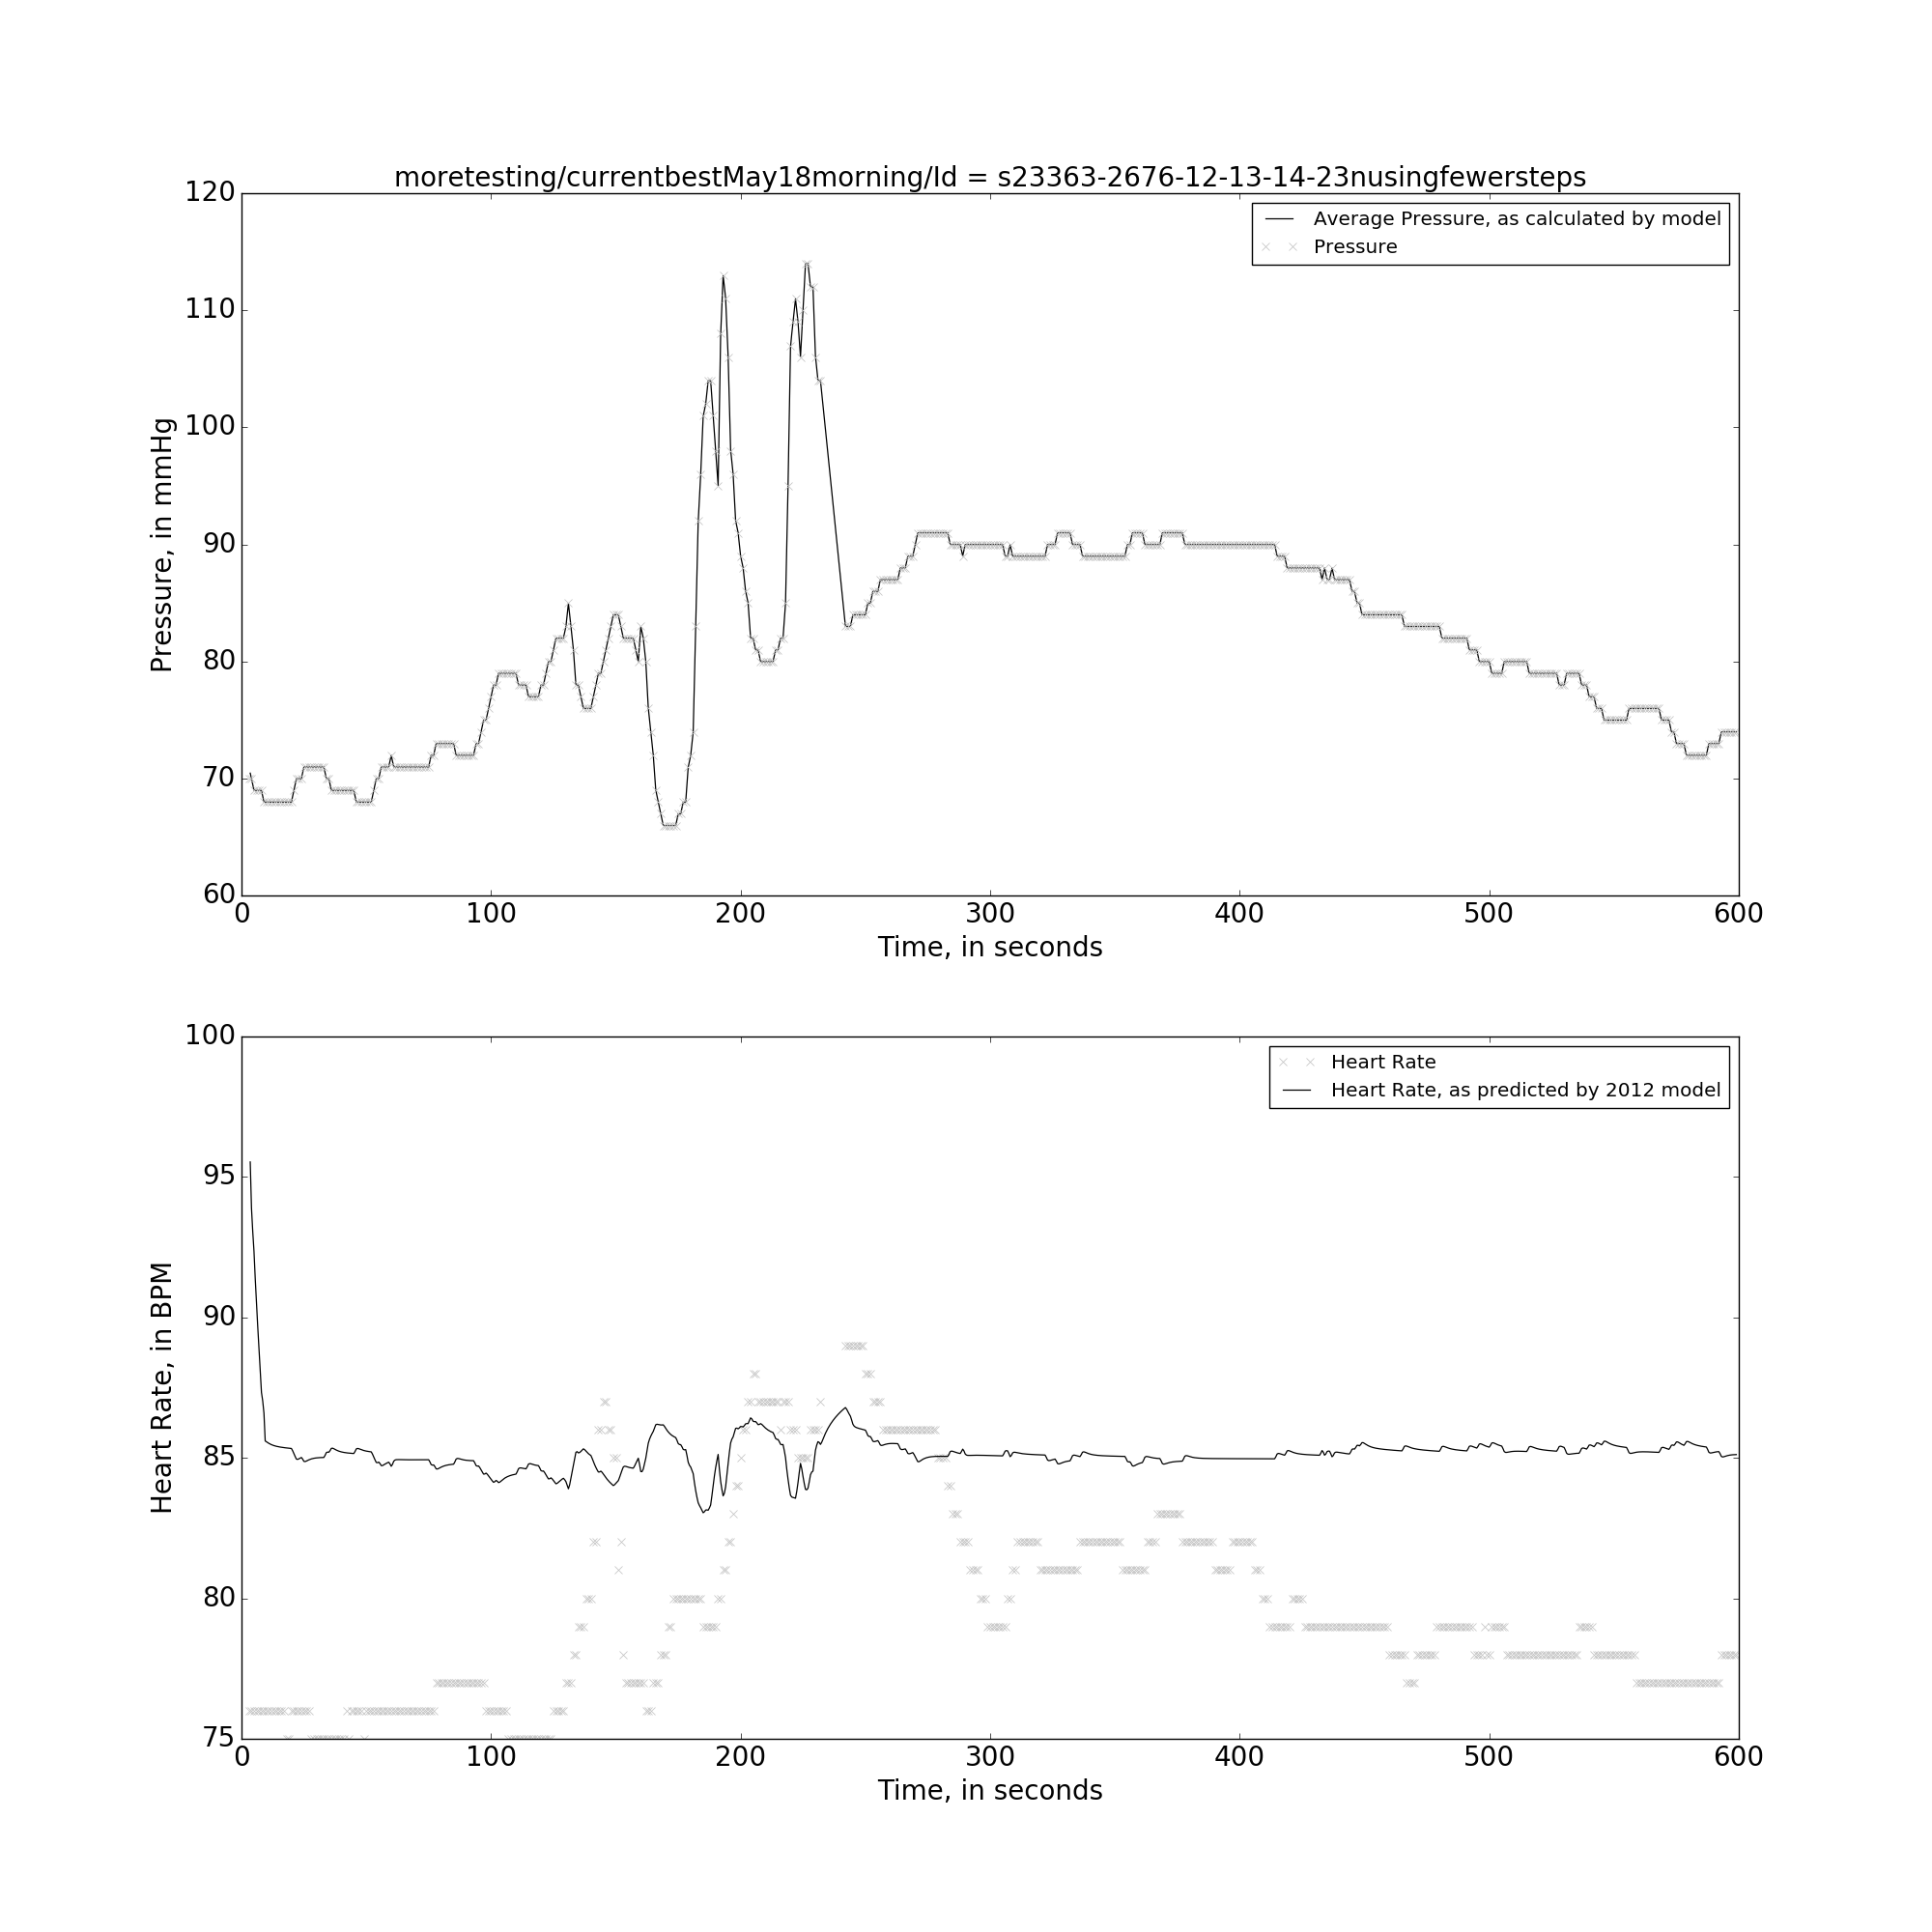 moretesting/currentbestMay18morning/Id = s23363-2676-12-13-14-23nusingfewersteps
120
110
100
90
80
70
60
Pressure, in mmHg
Average Pressure, as calculated by model
Pressure
0 100 200 300 400 500 600
Time, in seconds
100
95
90
85
80
75
Heart Rate, in BPM
Heart Rate
Heart Rate, as predicted by 2012 model
0 100 200 300 400 500 600
Time, in seconds